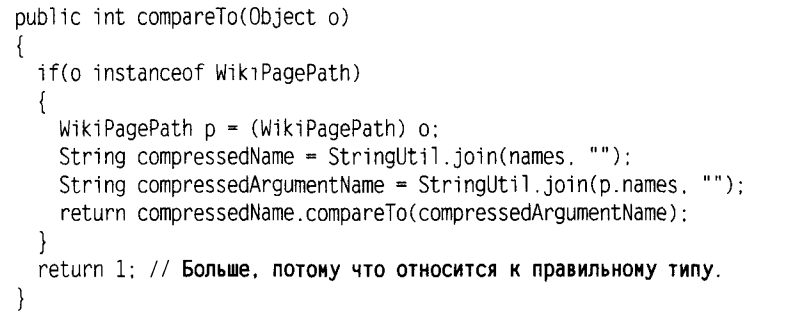 public int compareTo(Object o)
{
if(o instanceof WikiPagePath)
{
WikiPagePath p = (WikiPagePath) o;
String compressedName = StringUtil.join(names, "");
String compressedArgumentName = StringUtil.join(p.names, "");
return compressedName.compareTo(compressedArgumentName);
}
return 1; // Больше, потому что относится к правильному типу.
}